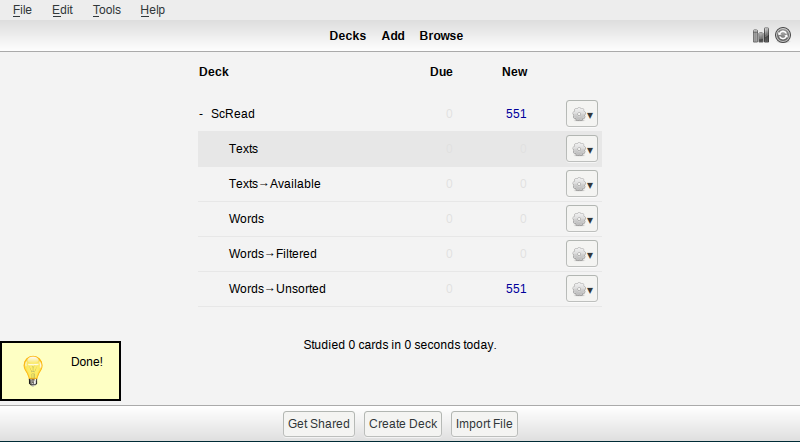 File Edit Tools Help
Decks Add Browse
Deck Due New
- ScRead 0 551
Texts 0 0
Texts→Available 0 0
Words 0 0
Words→Filtered 0 0
Words→Unsorted 0 551
Studied 0 cards in 0 seconds today.
Done!
Get Shared Create Deck Import File